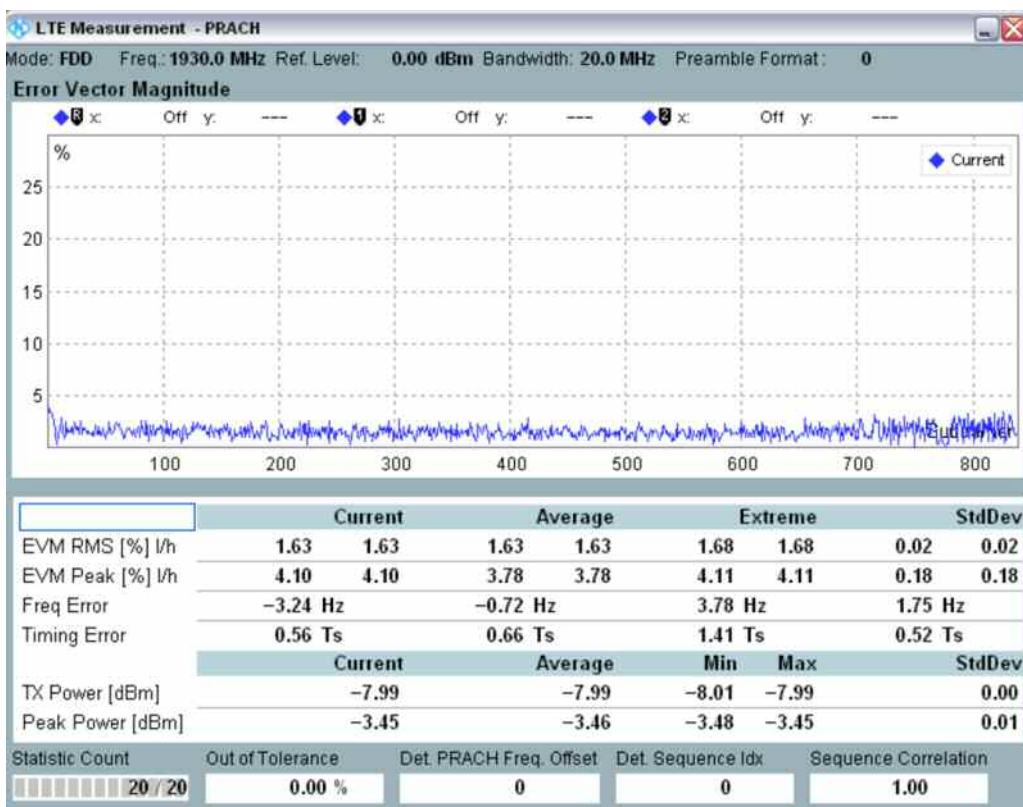 LTE Measurement - PRACH
Mode: FDD Freq.: 1930.0 MHz Ref. Level: 0.00 dBm Bandwidth: 20.0 MHz Preamble Format: 0
Error Vector Magnitude
R x: Off y: --- 1 x: Off y: --- 2 x: Off y: ---
%
Current
25
20
15
10
5
100 200 300 400 500 600 700 800
Current Average Extreme StdDev
EVM RMS [%] l/h 1.63 1.63 1.63 1.63 1.68 1.68 0.02 0.02
EVM Peak [%] l/h 4.10 4.10 3.78 3.78 4.11 4.11 0.18 0.18
Freq Error −3.24 Hz −0.72 Hz 3.78 Hz 1.75 Hz
Timing Error 0.56 Ts 0.66 Ts 1.41 Ts 0.52 Ts
Current Average Min Max StdDev
TX Power [dBm] −7.99 −7.99 −8.01 −7.99 0.00
Peak Power [dBm] −3.45 −3.46 −3.48 −3.45 0.01
Statistic Count Out of Tolerance Det. PRACH Freq. Offset Det. Sequence Idx Sequence Correlation
20 / 20 0.00 % 0 0 1.00